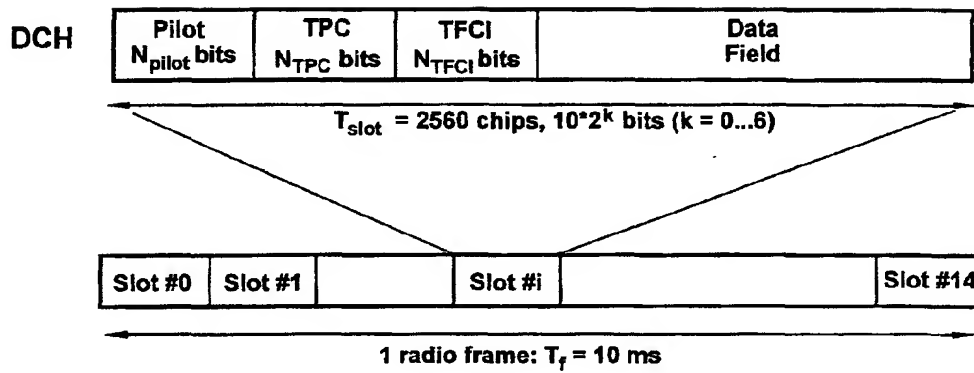 DCH
Pilot
N_pilot bits
TPC
N_TPC bits
TFCI
N_TFCI bits
Data
Field
T_slot = 2560 chips, 10*2^k bits (k = 0...6)
Slot #0
Slot #1
Slot #i
Slot #14
1 radio frame: T_f = 10 ms